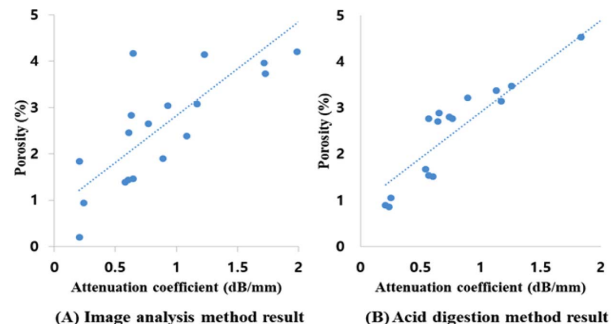 5
4
3
2
1
0
Porosity (%)
0 0.5 1 1.5 2
Attenuation coefficient (dB/mm)
(A) Image analysis method result
5
4
3
2
1
0
Porosity (%)
0 0.5 1 1.5 2
Attenuation coefficient (dB/mm)
(B) Acid digestion method result